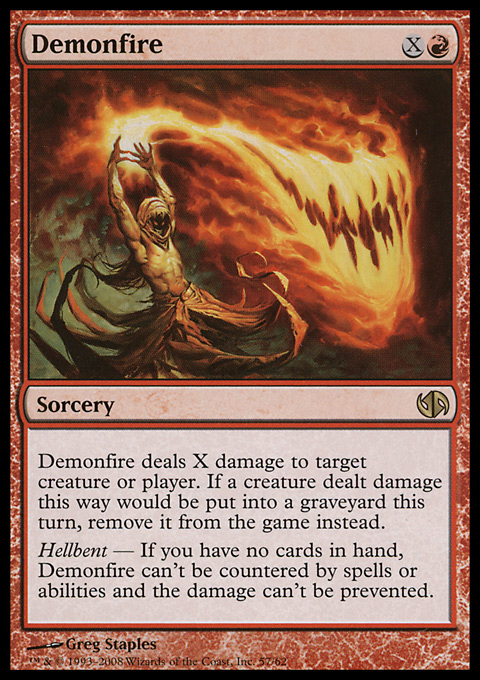 Demonfire X R
Sorcery
Demonfire deals X damage to target
creature or player. If a creature dealt damage
this way would be put into a graveyard this
turn, remove it from the game instead.
Hellbent — If you have no cards in hand,
Demonfire can't be countered by spells or
abilities and the damage can't be prevented.
Greg Staples
™ & © 1993–2008 Wizards of the Coast, Inc. 57/62